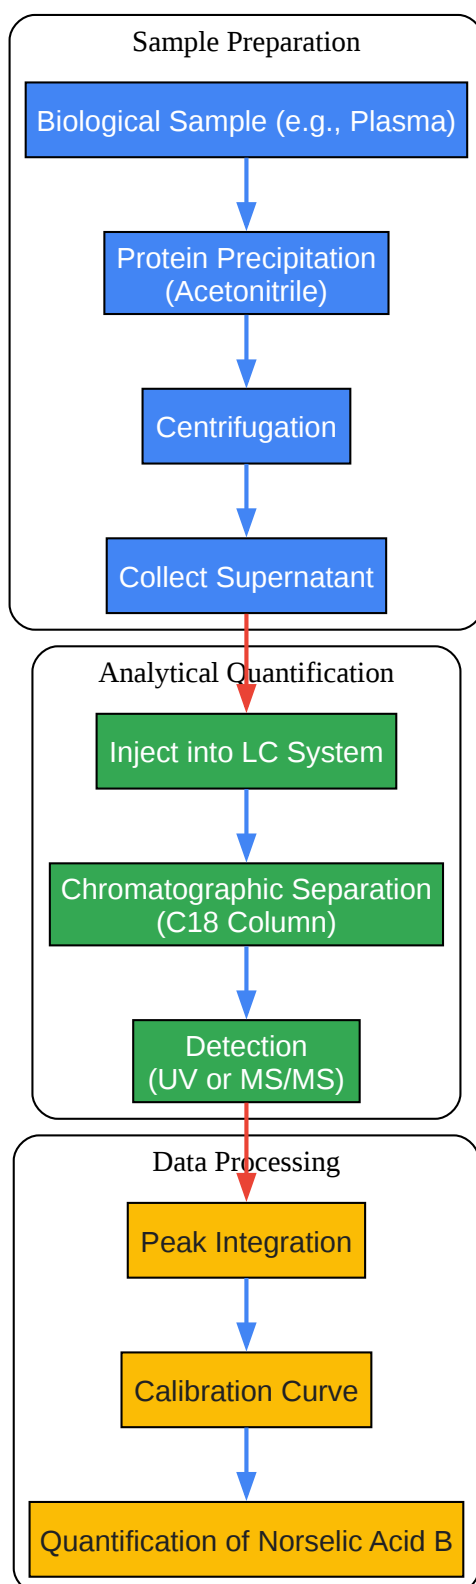 Sample Preparation
Biological Sample (e.g., Plasma)
Protein Precipitation
(Acetonitrile)
Centrifugation
Collect Supernatant
Analytical Quantification
Inject into LC System
Chromatographic Separation
(C18 Column)
Detection
(UV or MS/MS)
Data Processing
Peak Integration
Calibration Curve
Quantification of Norselic Acid B